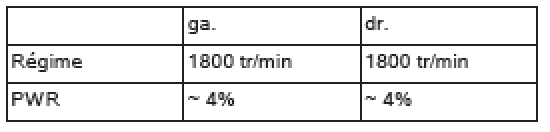 ga. dr.
Régime 1800 tr/min 1800 tr/min
PWR ~ 4% ~ 4%